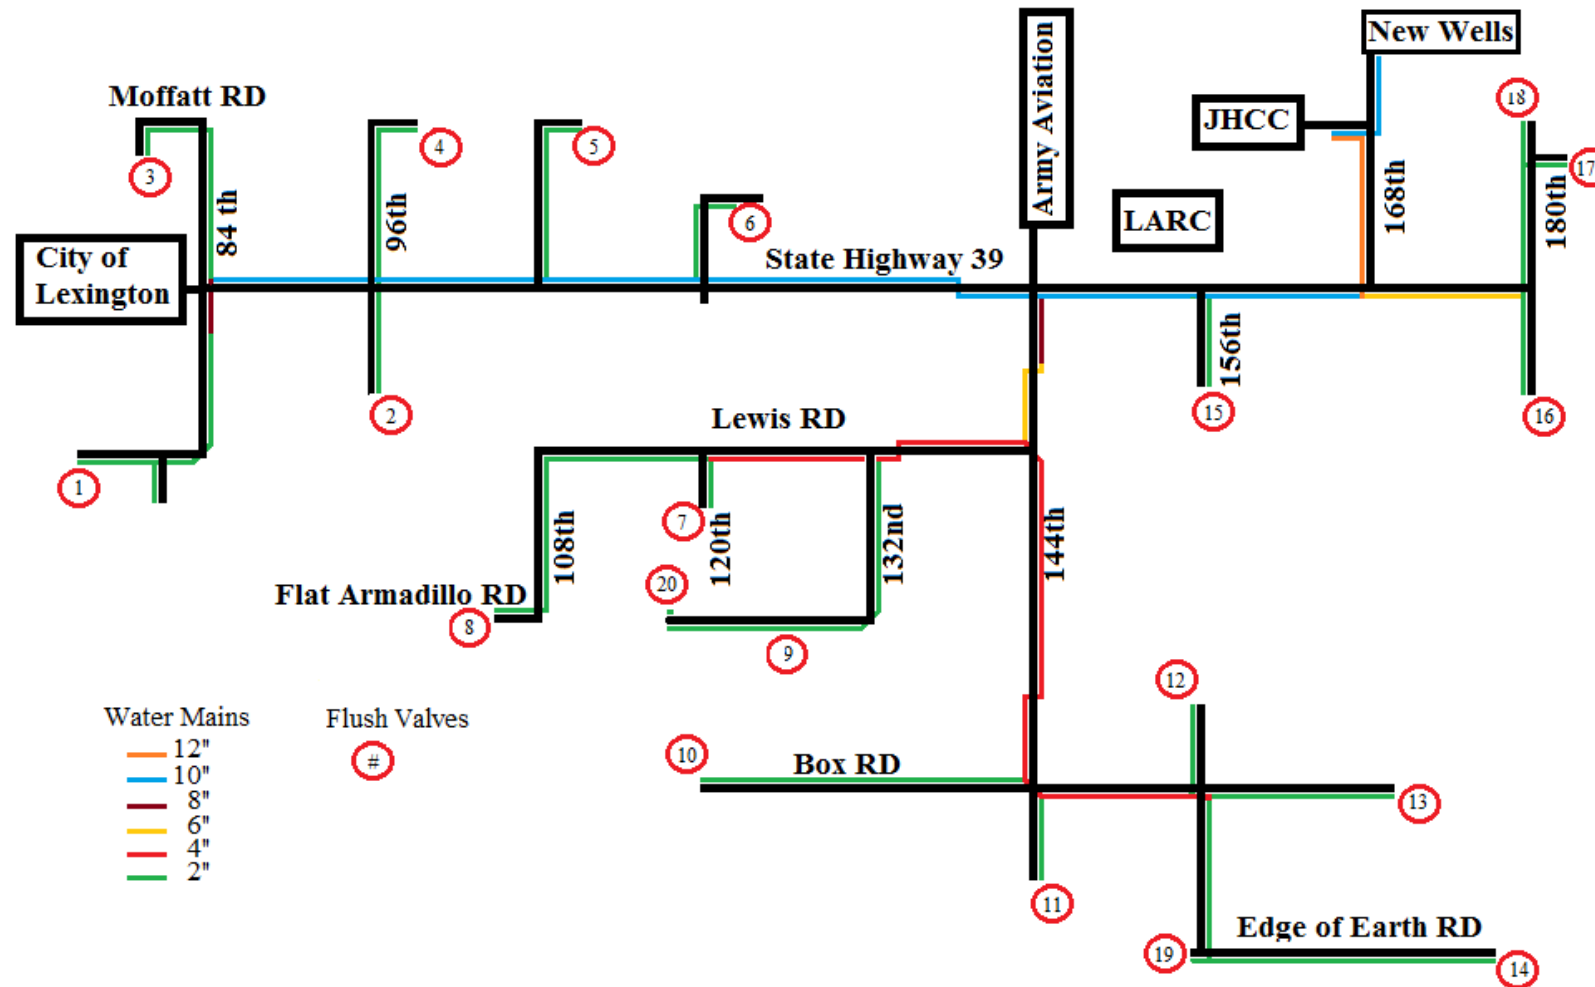 New Wells
Army Aviation
Moffatt RD
18
JHCC
4
5
3
17
84 th
96th
168th
180th
LARC
6
City of
Lexington
State Highway 39
156th
2
15
16
Lewis RD
1
7
120th
132nd
144th
108th
20
Flat Armadillo RD
8
9
12
Water Mains
Flush Valves
12"
10"
8"
6"
4"
2"
#
10
Box RD
13
11
Edge of Earth RD
19
14